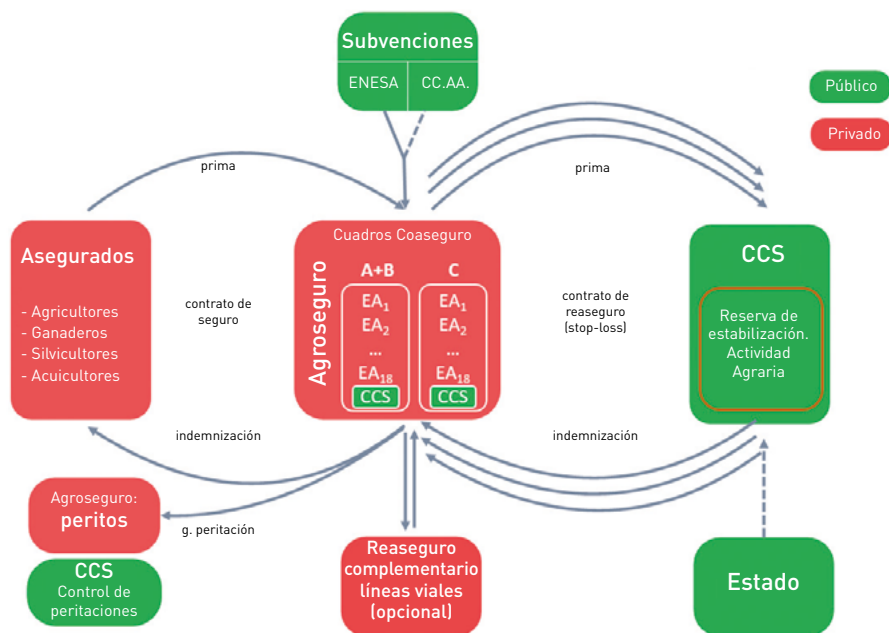 Subvenciones
ENESA
CC.AA.
Público
Privado
prima
prima
Asegurados
- Agricultores
- Ganaderos
- Silvicultores
- Acuicultores
contrato de
seguro
Cuadros Coaseguro
Agroseguro
A+B
C
EA1
EA2
...
EA18
CCS
EA1
EA2
...
EA18
CCS
contrato de
reaseguro
(stop-loss)
CCS
Reserva de
estabilización.
Actividad
Agraria
indemnización
indemnización
Agroseguro:
peritos
g. peritación
CCS
Control de
peritaciones
Reaseguro
complementario
líneas viales
(opcional)
Estado